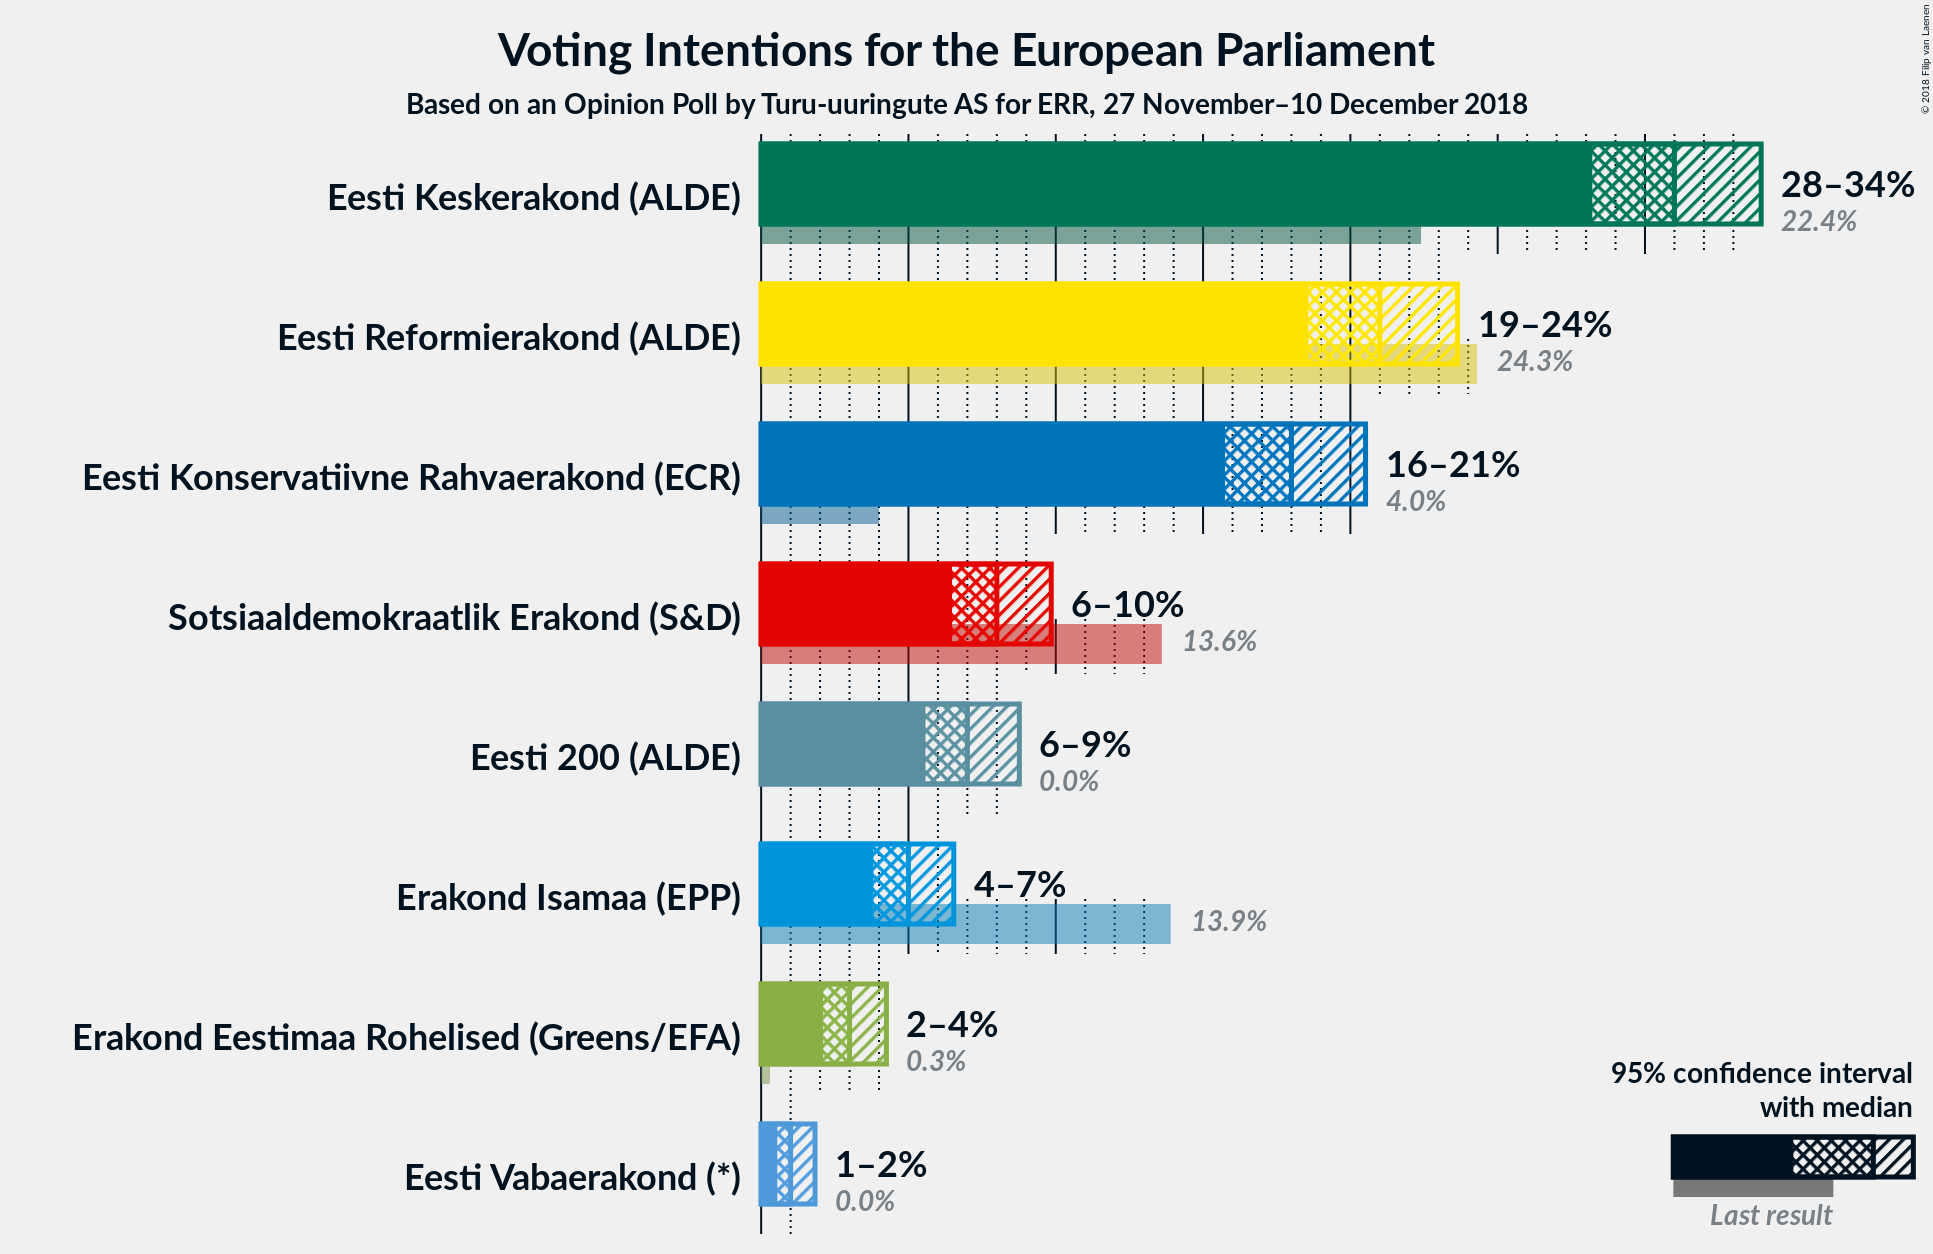 Voting Intentions for the European Parliament
Based on an Opinion Poll by Turu-uuringute AS for ERR, 27 November–10 December 2018
© 2018 Filip van Laenen
Eesti Keskerakond (ALDE)
28–34%
22.4%
Eesti Reformierakond (ALDE)
19–24%
24.3%
Eesti Konservatiivne Rahvaerakond (ECR)
16–21%
4.0%
Sotsiaaldemokraatlik Erakond (S&D)
6–10%
13.6%
Eesti 200 (ALDE)
6–9%
0.0%
Erakond Isamaa (EPP)
4–7%
13.9%
Erakond Eestimaa Rohelised (Greens/EFA)
2–4%
0.3%
Eesti Vabaerakond (*)
1–2%
0.0%
95% confidence interval
with median
Last result